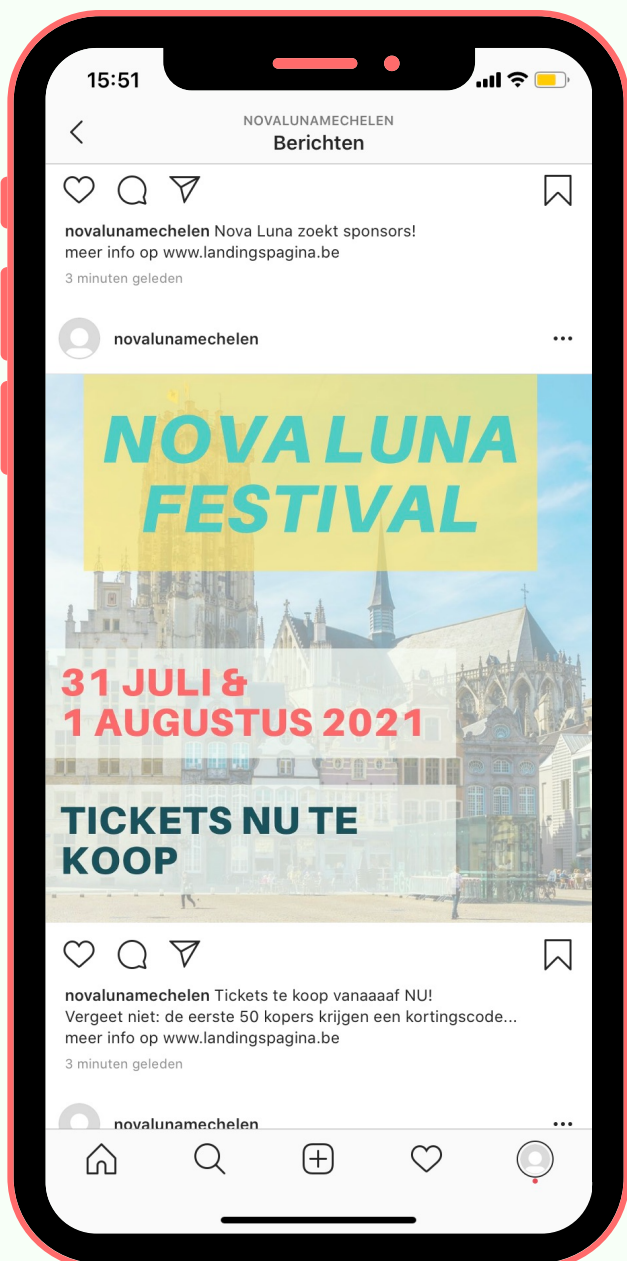 15:51
NOVALUNAMECHELEN
Berichten
novalunamechelen Nova Luna zoekt sponsors!
meer info op www.landingspagina.be
3 minuten geleden
novalunamechelen
NOVA LUNA
FESTIVAL
31 JULI &
1 AUGUSTUS 2021
TICKETS NU TE
KOOP
novalunamechelen Tickets te koop vanaaaaf NU!
Vergeet niet: de eerste 50 kopers krijgen een kortingscode...
meer info op www.landingspagina.be
3 minuten geleden
novalunamechelen